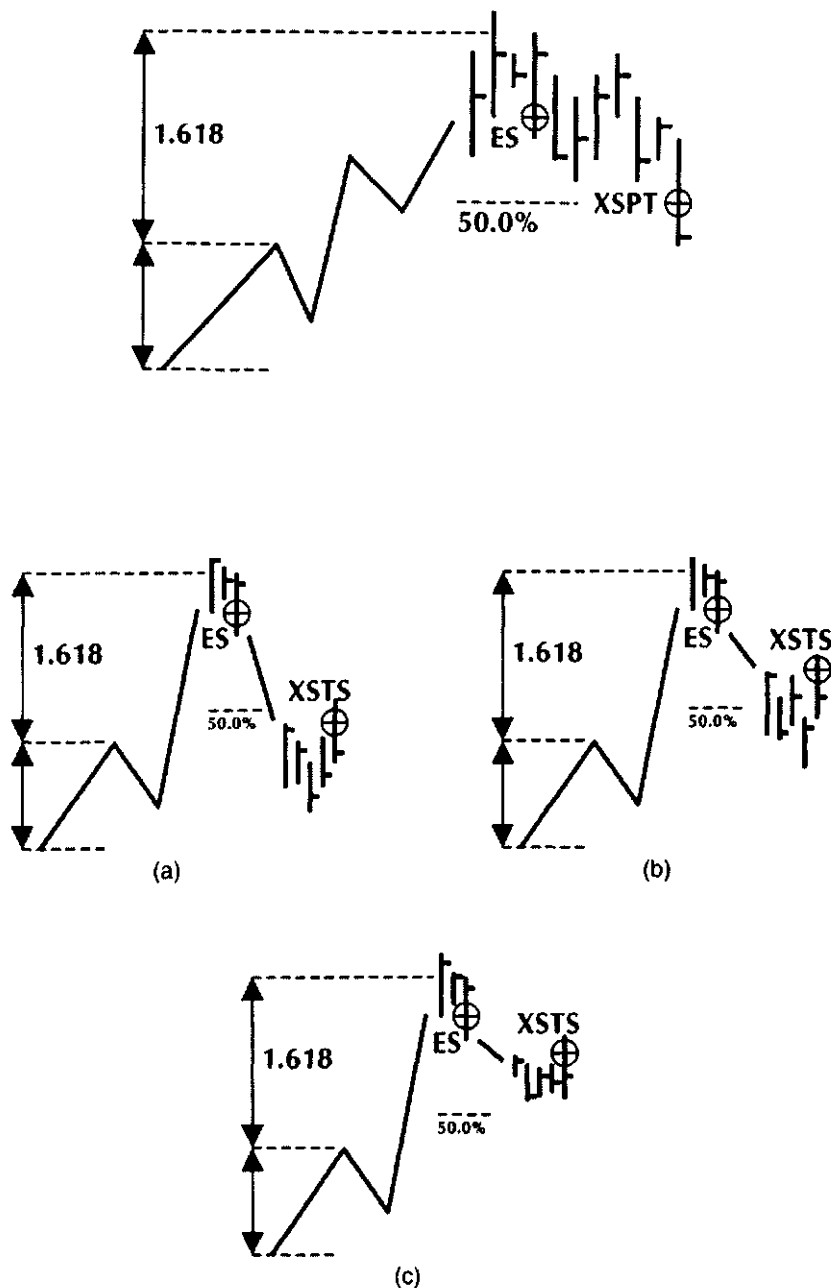 1.618
ES
XSPT
50.0%
1.618
ES
XSTS
50.0%
(a)
1.618
ES
XSTS
50.0%
(b)
1.618
ES
XSTS
50.0%
(c)